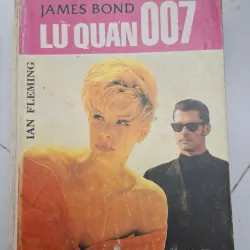 JAMES BOND
LỮ QUÁN 007
IAN FLEMING